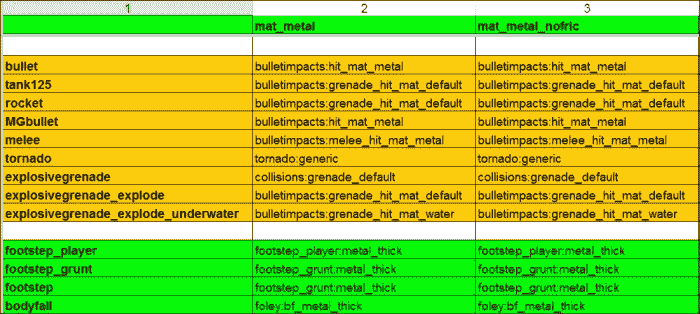 1 2 3
mat_metal mat_metal_nofric
bullet bulletimpacts:hit_mat_metal bulletimpacts:hit_mat_metal
tank125 bulletimpacts:grenade_hit_mat_default bulletimpacts:grenade_hit_mat_default
rocket bulletimpacts:grenade_hit_mat_default bulletimpacts:grenade_hit_mat_default
MGbullet bulletimpacts:hit_mat_metal bulletimpacts:hit_mat_metal
melee bulletimpacts:melee_hit_mat_metal bulletimpacts:melee_hit_mat_metal
tornado tornado:generic tornado:generic
explosivegrenade collisions:grenade_default collisions:grenade_default
explosivegrenade_explode bulletimpacts:grenade_hit_mat_default bulletimpacts:grenade_hit_mat_default
explosivegrenade_explode_underwater bulletimpacts:grenade_hit_mat_water bulletimpacts:grenade_hit_mat_water
footstep_player footstep_player:metal_thick footstep_player:metal_thick
footstep_grunt footstep_grunt:metal_thick footstep_grunt:metal_thick
footstep footstep_grunt:metal_thick footstep_grunt:metal_thick
bodyfall foley:bf_metal_thick foley:bf_metal_thick